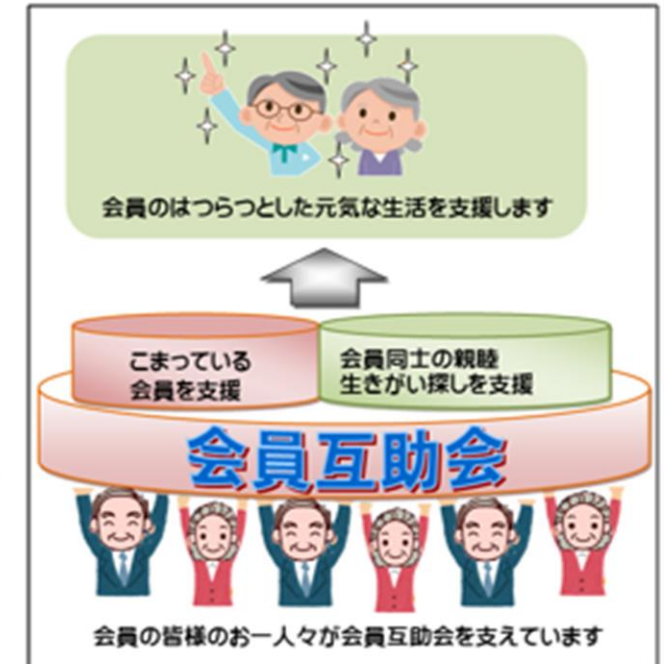 会員のはつらつとした元気な生活を支援します
こまっている
会員を支援
会員同士の親睦
生きがい探しを支援
会員互助会
会員の皆様のお一人々が会員互助会を支えています